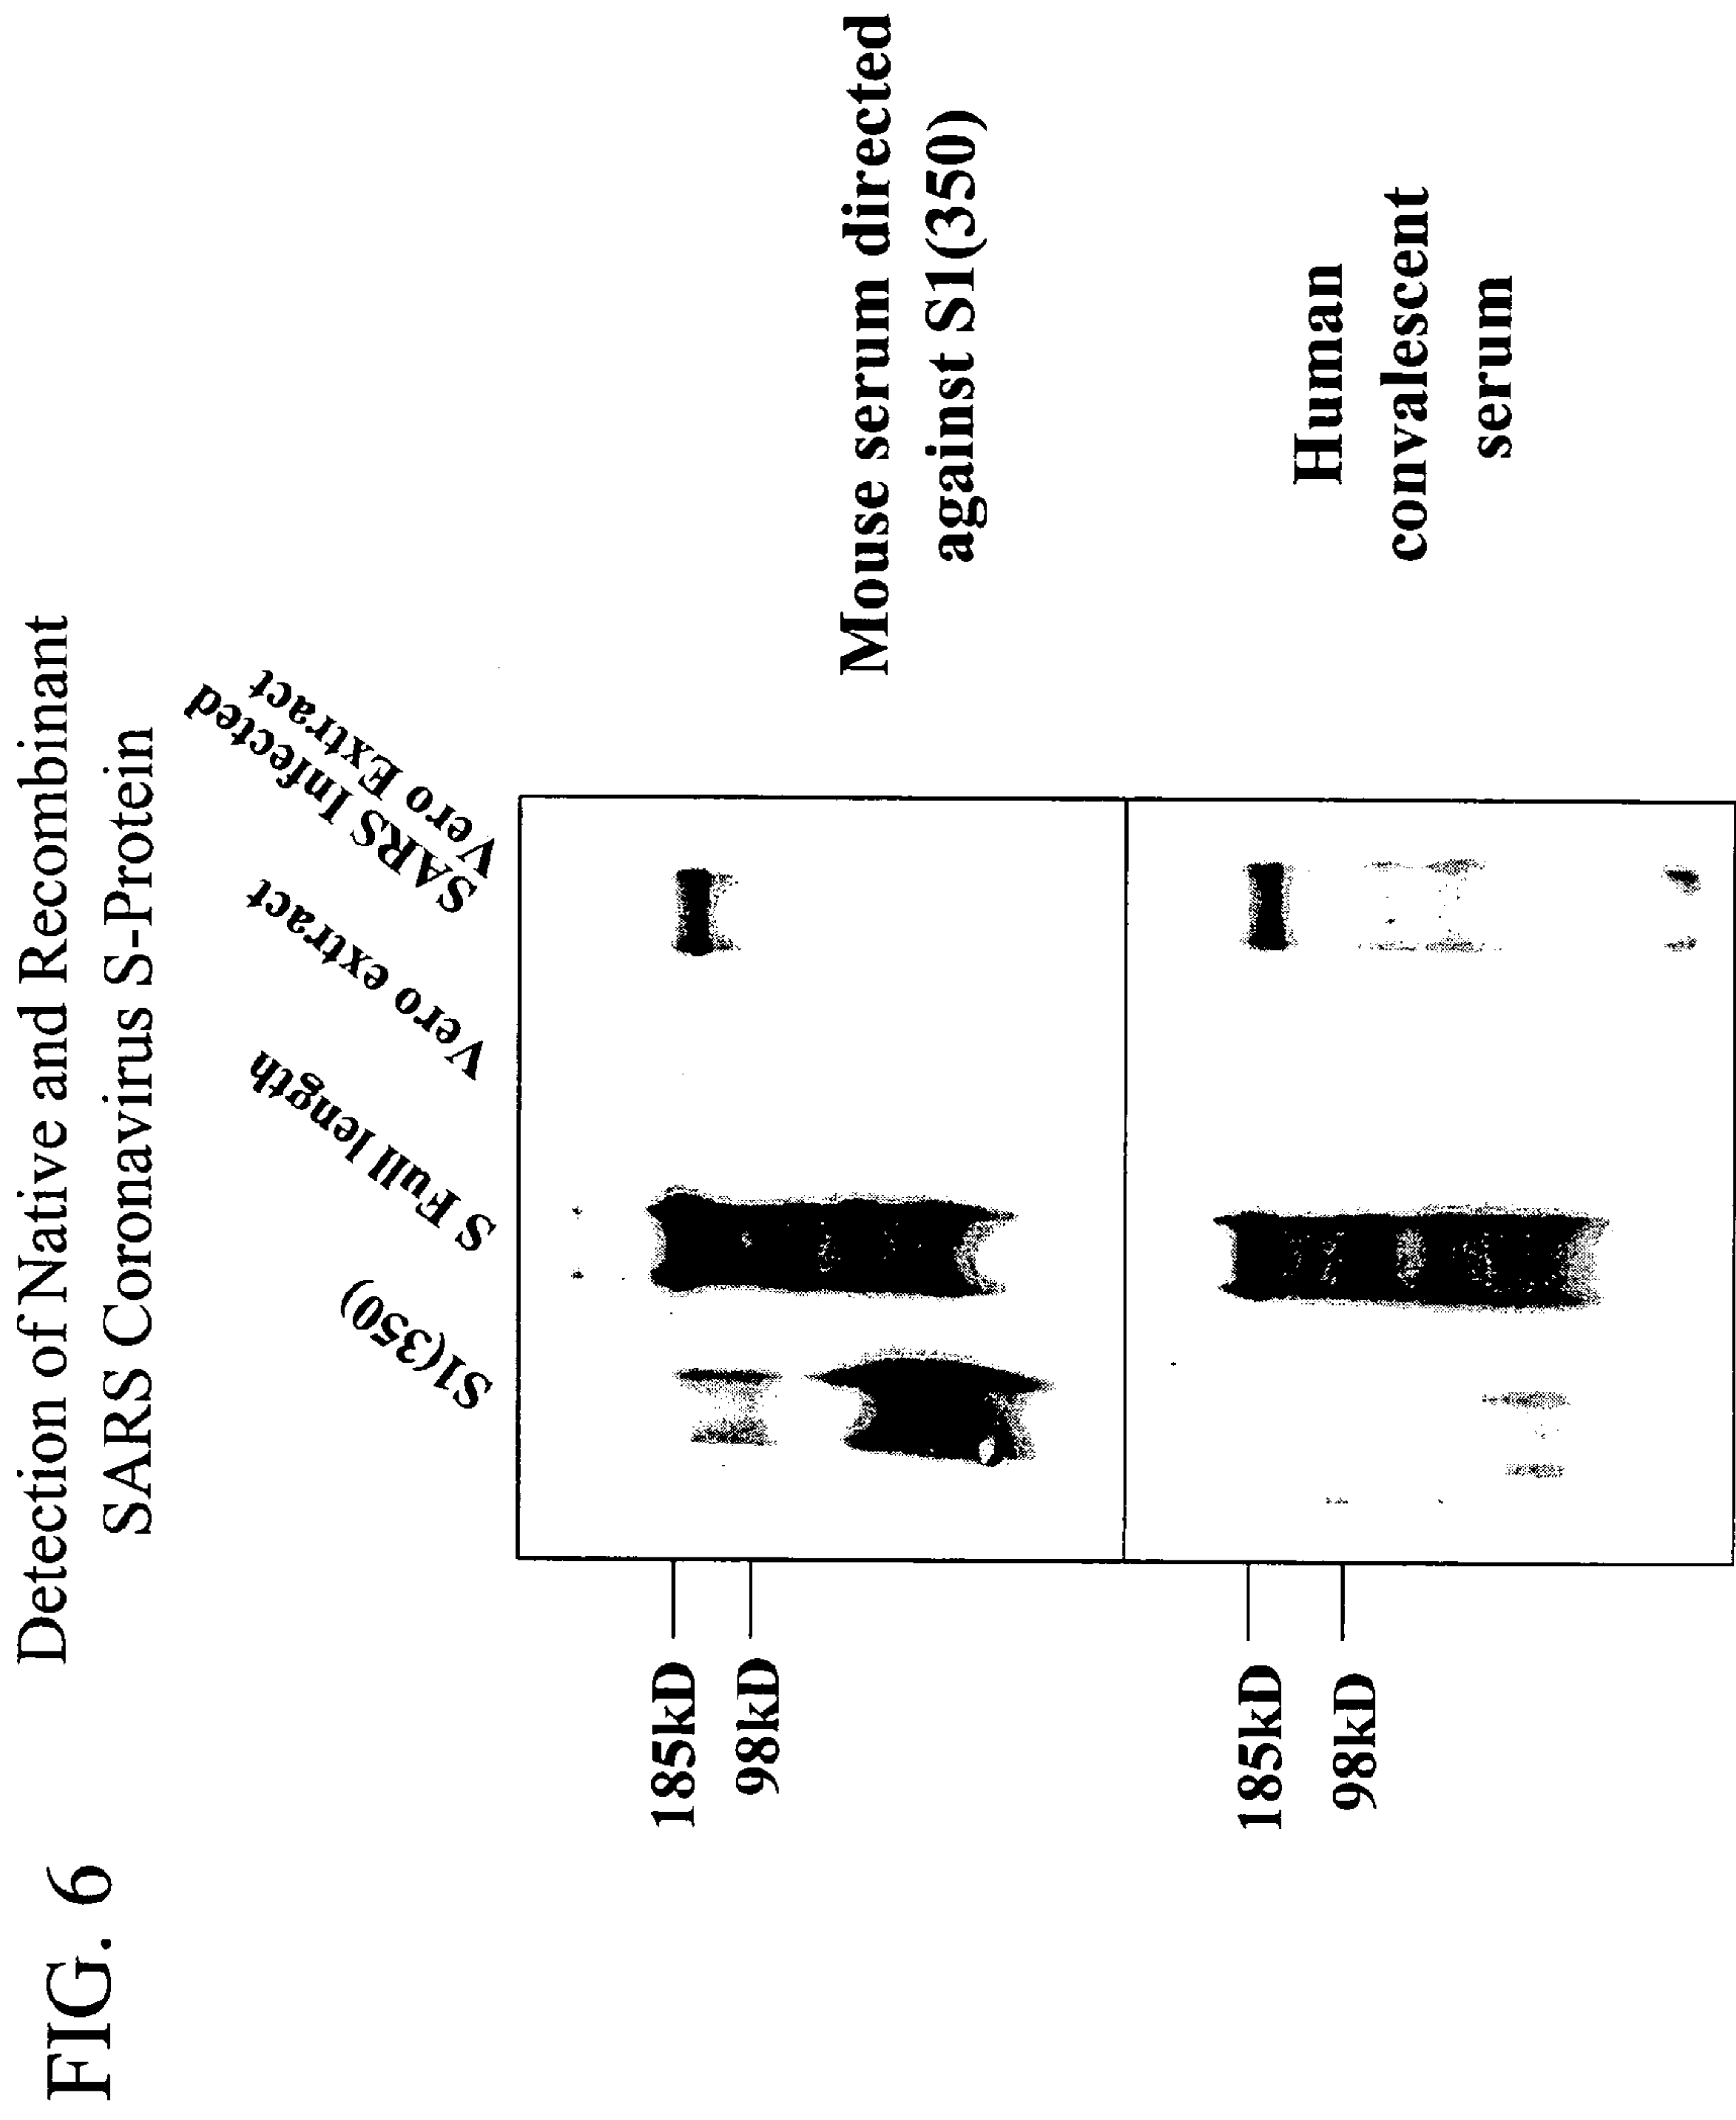 FIG. 6
Detection of Native and Recombinant
SARS Coronavirus S-Protein
S1(350)
S Full length
Vero extract
SARS Infected
Vero Extract
185kD
98kD
Mouse serum directed
against S1(350)
185kD
98kD
Human
convalescent
serum